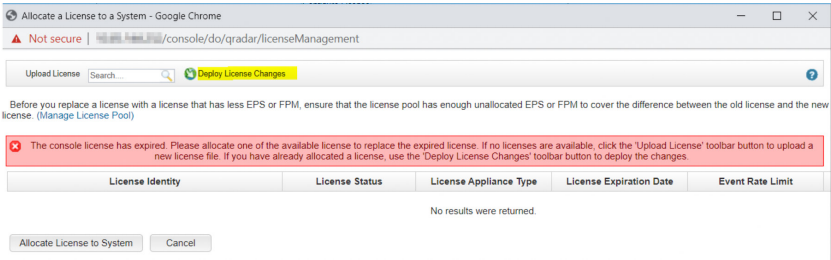 Allocate a License to a System - Google Chrome
Not secure | /console/do/qradar/licenseManagement
Upload License Search... Deploy License Changes
Before you replace a license with a license that has less EPS or FPM, ensure that the license pool has enough unallocated EPS or FPM to cover the difference between the old license and the new
license. (Manage License Pool)
The console license has expired. Please allocate one of the available license to replace the expired license. If no licenses are available, click the 'Upload License' toolbar button to upload a
new license file. If you have already allocated a license, use the 'Deploy License Changes' toolbar button to deploy the changes.
License Identity License Status License Appliance Type License Expiration Date Event Rate Limit
No results were returned.
Allocate License to System Cancel